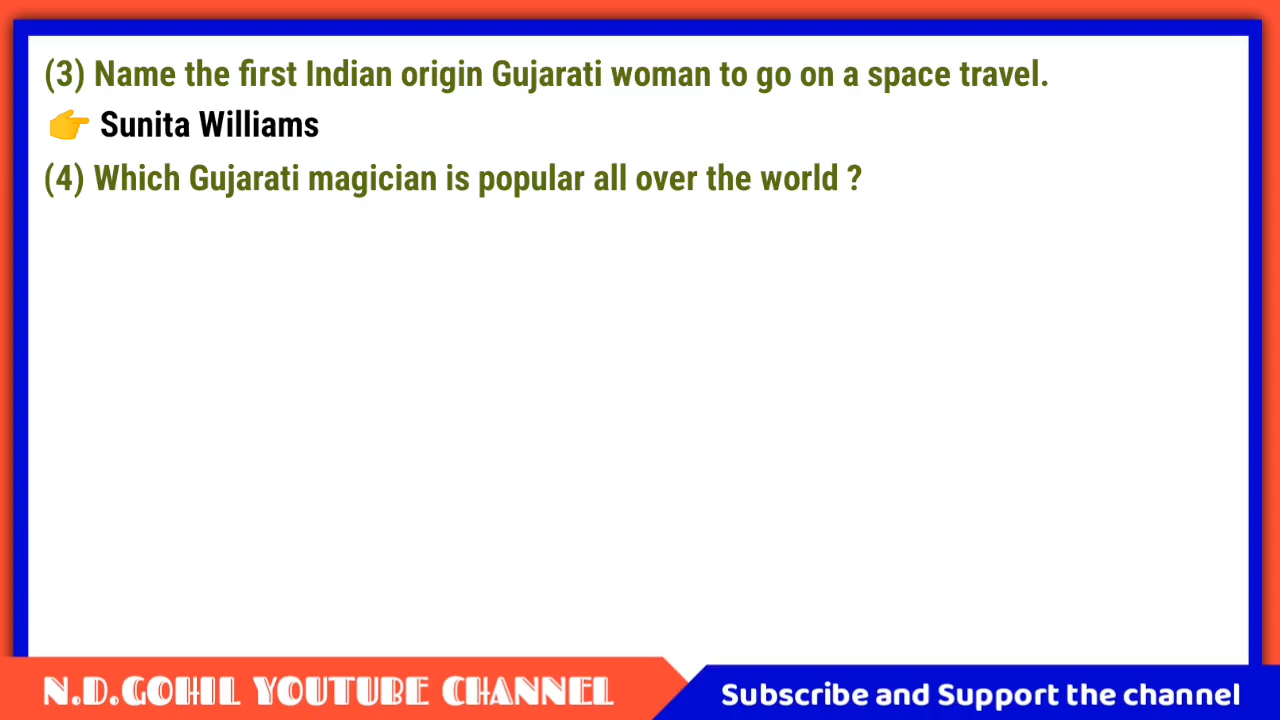 (3) Name the first Indian origin Gujarati woman to go on a space travel.
👉 Sunita Williams
(4) Which Gujarati magician is popular all over the world ?
N.D.GOHIL YOUTUBE CHANNEL
Subscribe and Support the channel